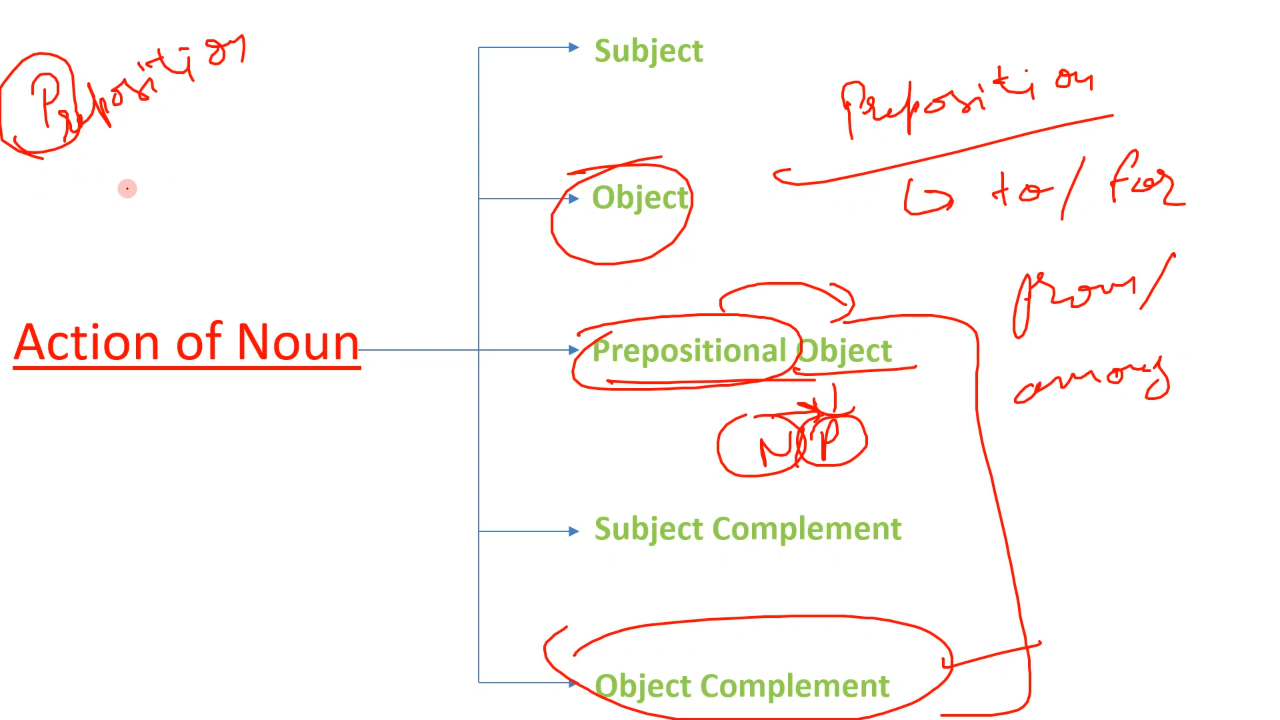 Preposition
Subject
Preposition
to / for
from /
among
Object
Action of Noun
Prepositional Object
N P
Subject Complement
Object Complement